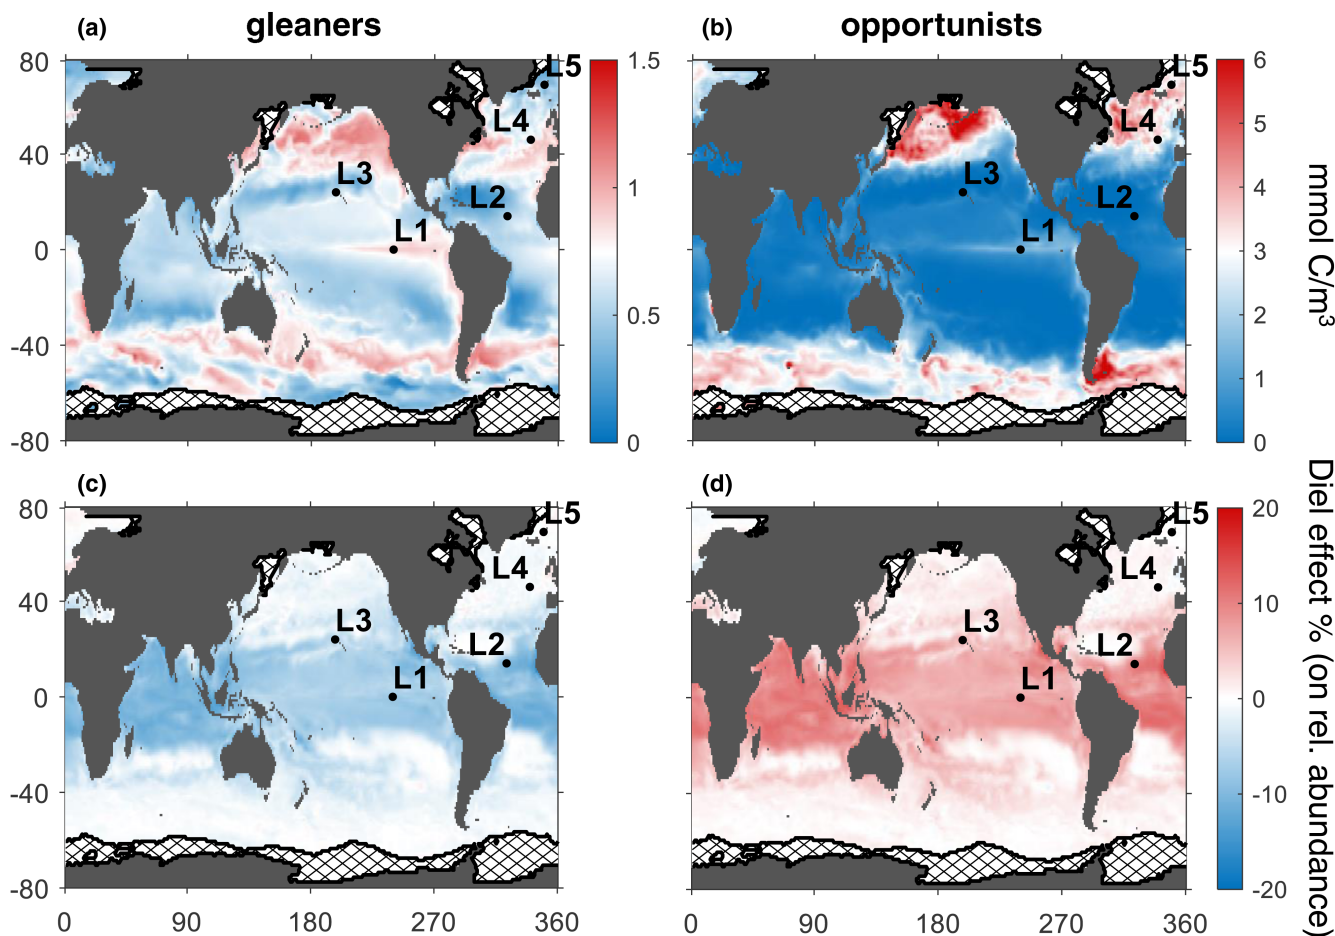 (a) gleaners
(b) opportunists
80
40
0
-40
-80
L5
L4
L3
L2
L1
1.5
1
0.5
0
L5
L4
L3
L2
L1
6
5
4
3
2
1
0
mmol C/m³
(c)
(d)
80
40
0
-40
-80
L5
L4
L3
L2
L1
0 90 180 270 360
L5
L4
L3
L2
L1
0 90 180 270 360
20
10
0
-10
-20
Diel effect % (on rel. abundance)